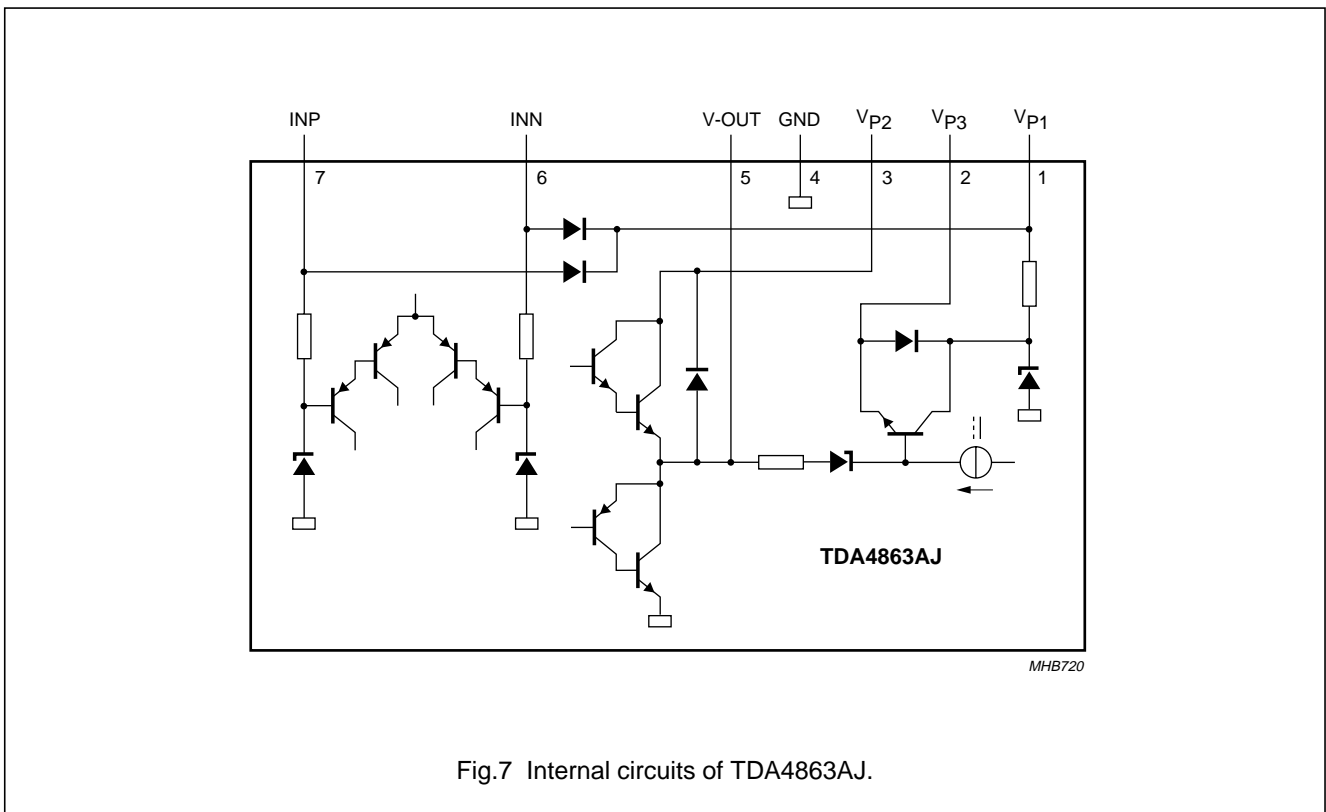 INP INN V-OUT GND VP2 VP3 VP1
7 6 5 4 3 2 1
TDA4863AJ
MHB720
Fig.7 Internal circuits of TDA4863AJ.